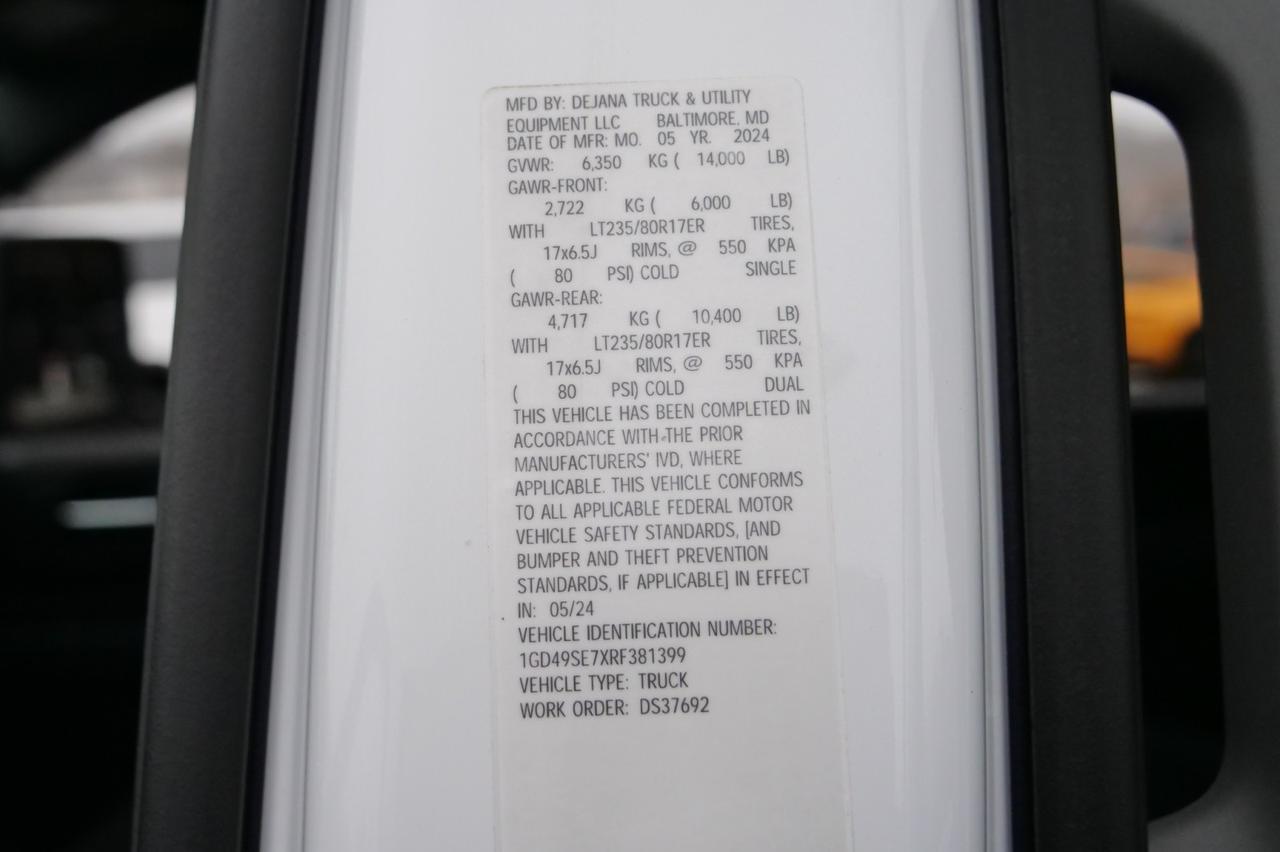 MFD BY: DEJANA TRUCK & UTILITY
EQUIPMENT LLC BALTIMORE, MD
DATE OF MFR: MO. 05 YR. 2024
GVWR: 6,350 KG ( 14,000 LB)
GAWR-FRONT:
2,722 KG ( 6,000 LB)
WITH LT235/80R17ER TIRES,
17x6.5J RIMS, @ 550 KPA
( 80 PSI) COLD SINGLE
GAWR-REAR:
4,717 KG ( 10,400 LB)
WITH LT235/80R17ER TIRES,
17x6.5J RIMS, @ 550 KPA
( 80 PSI) COLD DUAL
THIS VEHICLE HAS BEEN COMPLETED IN
ACCORDANCE WITH THE PRIOR
MANUFACTURERS' IVD, WHERE
APPLICABLE. THIS VEHICLE CONFORMS
TO ALL APPLICABLE FEDERAL MOTOR
VEHICLE SAFETY STANDARDS, [AND
BUMPER AND THEFT PREVENTION
STANDARDS, IF APPLICABLE] IN EFFECT
IN: 05/24
VEHICLE IDENTIFICATION NUMBER:
1GD49SE7XRF381399
VEHICLE TYPE: TRUCK
WORK ORDER: DS37692